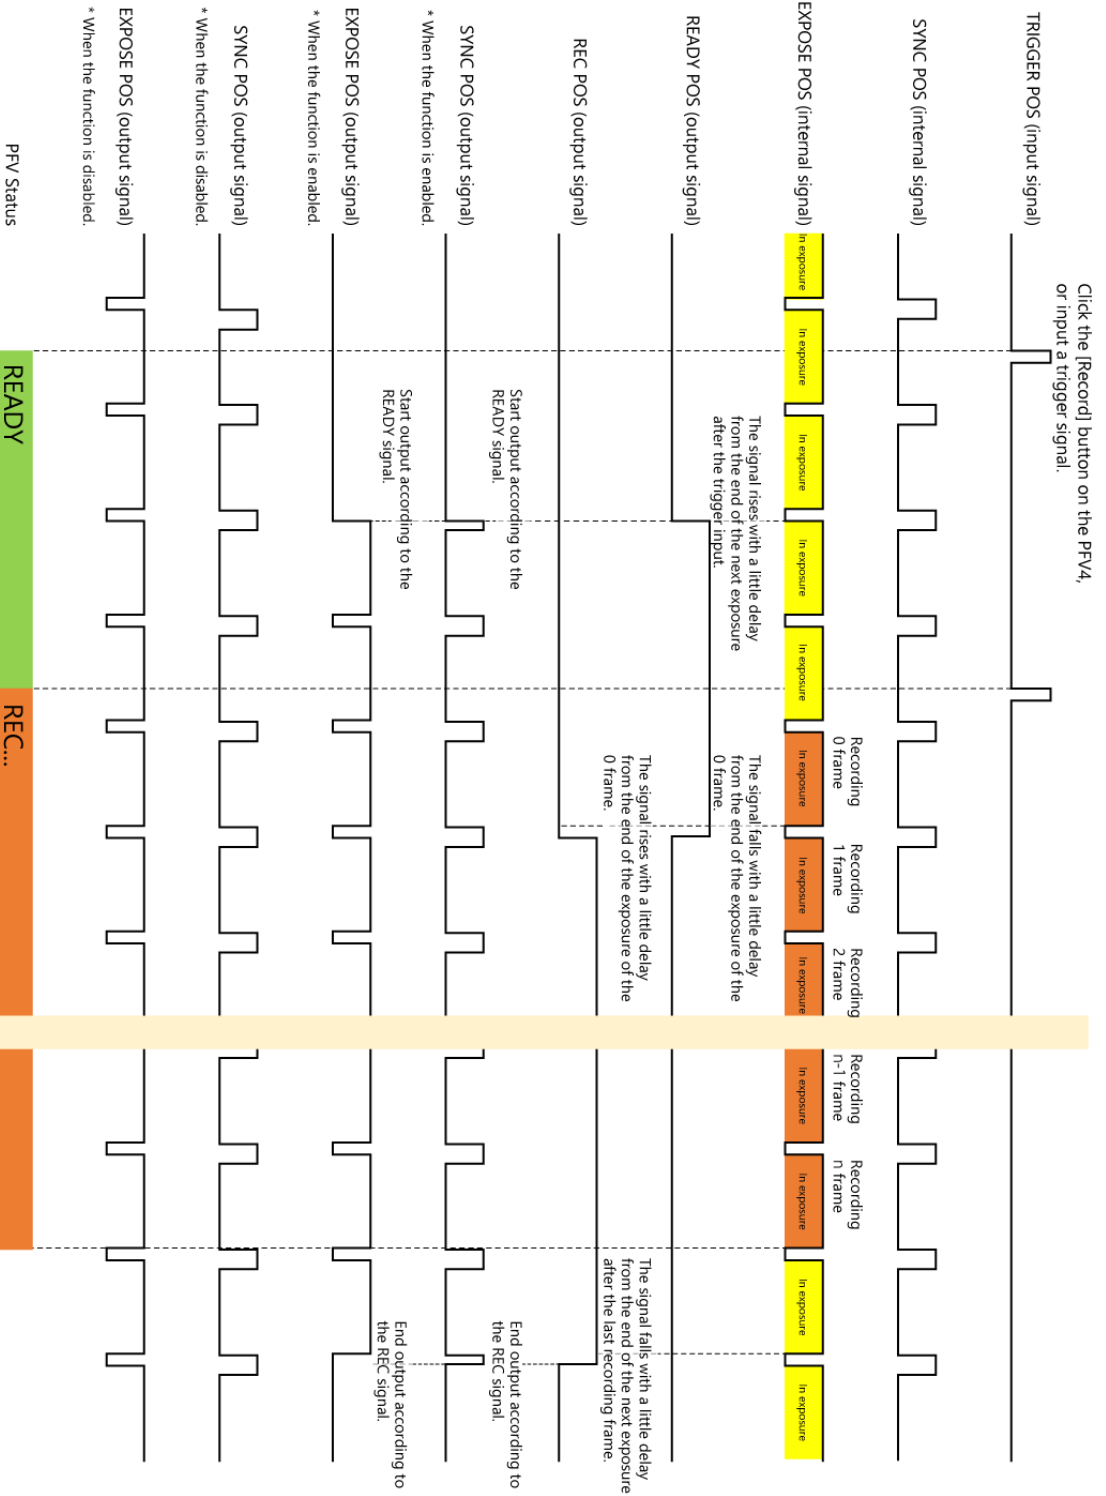 Click the [Record] button on the PFV4,
or input a trigger signal.
TRIGGER POS (input signal)
SYNC POS (internal signal)
Recording
0 frame
Recording
1 frame
Recording
2 frame
Recording
n-1 frame
Recording
n frame
EXPOSE POS (internal signal)
In exposure
In exposure
In exposure
In exposure
In exposure
In exposure
In exposure
In exposure
In exposure
In exposure
In exposure
In exposure
The signal rises with a little delay
from the end of the next exposure
after the trigger input.
The signal falls with a little delay
from the end of the exposure of the
0 frame.
READY POS (output signal)
The signal rises with a little delay
from the end of the exposure of the
0 frame.
The signal falls with a little delay
from the end of the next exposure
after the last recording frame.
REC POS (output signal)
Start output according to the
READY signal.
End output according to
the REC signal.
SYNC POS (output signal)
* When the function is enabled.
Start output according to the
READY signal.
End output according to
the REC signal.
EXPOSE POS (output signal)
* When the function is enabled.
SYNC POS (output signal)
* When the function is disabled.
EXPOSE POS (output signal)
* When the function is disabled.
PFV Status
READY
REC...